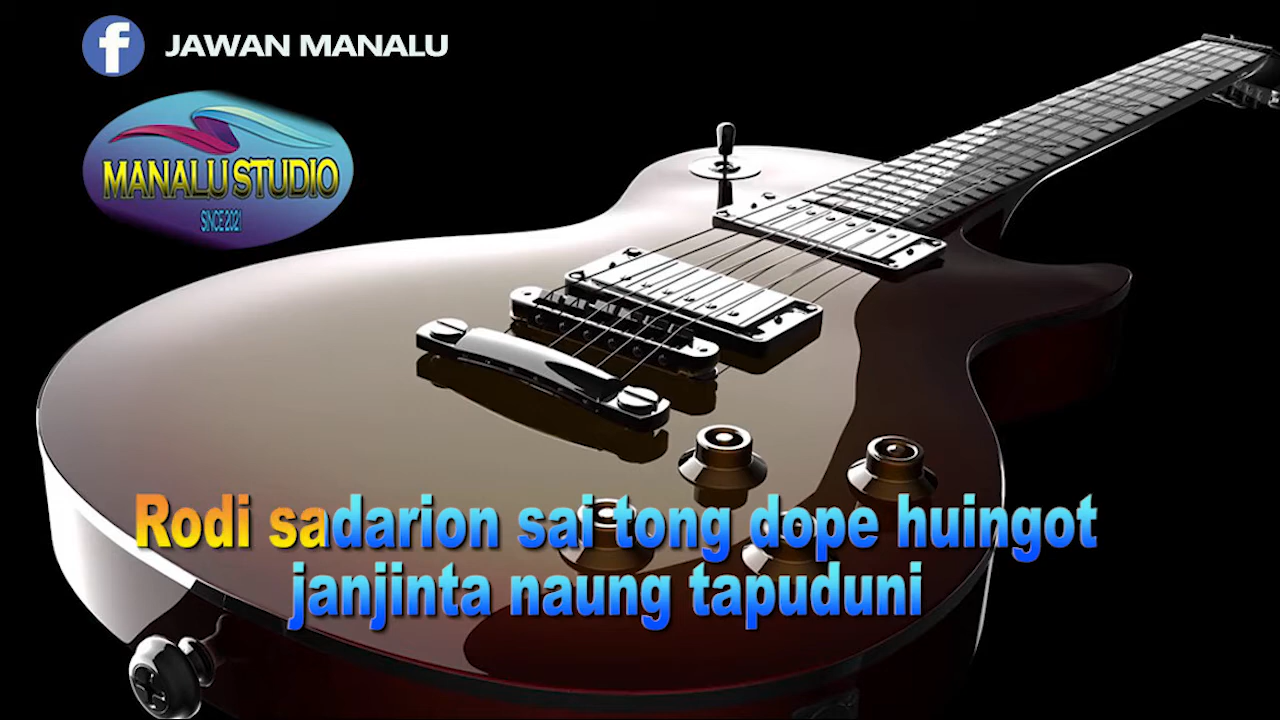 f JAWAN MANALU
MANALU STUDIO
SINCE 2021
Rodi sadarion sai tong dope huingot
janjinta naung tapuduni